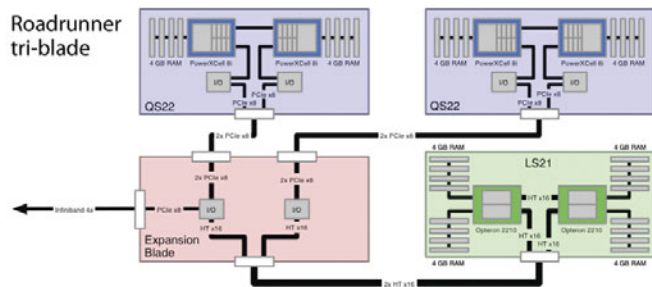 Roadrunner
tri-blade
4 GB RAM
PowerXCell 8i
PowerXCell 8i
4 GB RAM
I/O
I/O
PCIe x8
PCIe x8
QS22
4 GB RAM
PowerXCell 8i
PowerXCell 8i
4 GB RAM
I/O
I/O
PCIe x8
PCIe x8
QS22
2x PCIe x8
2x PCIe x8
2x PCIe x8
2x PCIe x8
Infiniband 4x
PCIe x8
I/O
I/O
HT x16
HT x16
Expansion
Blade
4 GB RAM
LS21
4 GB RAM
HT x16
Opteron 2210
Opteron 2210
HT x16
HT x16
4 GB RAM
4 GB RAM
2x HT x16